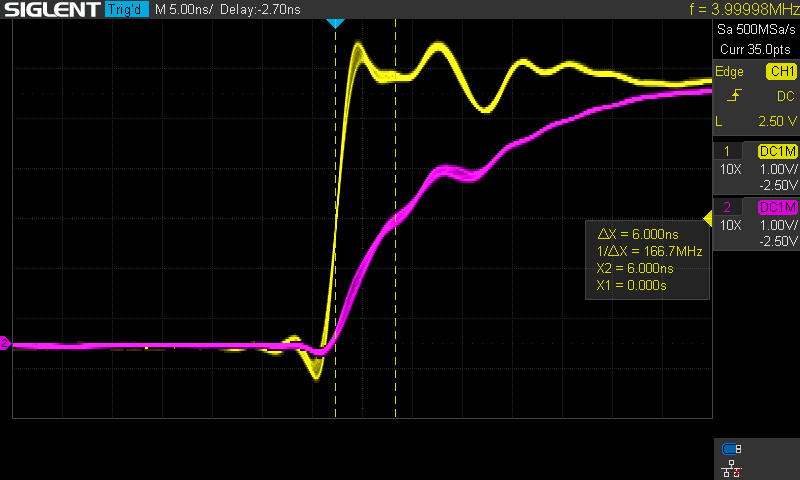 SIGLENT Trig'd M 5.00ns/ Delay:-2.70ns f = 3.99998MHz
Sa 500MSa/s
Curr 35.0pts
Edge CH1
DC
L 2.50 V
1 DC1M
10X 1.00V/
-2.50V
2 DC1M
10X 1.00V/
-2.50V
△X = 6.000ns
1/△X = 166.7MHz
X2 = 6.000ns
X1 = 0.000s
2